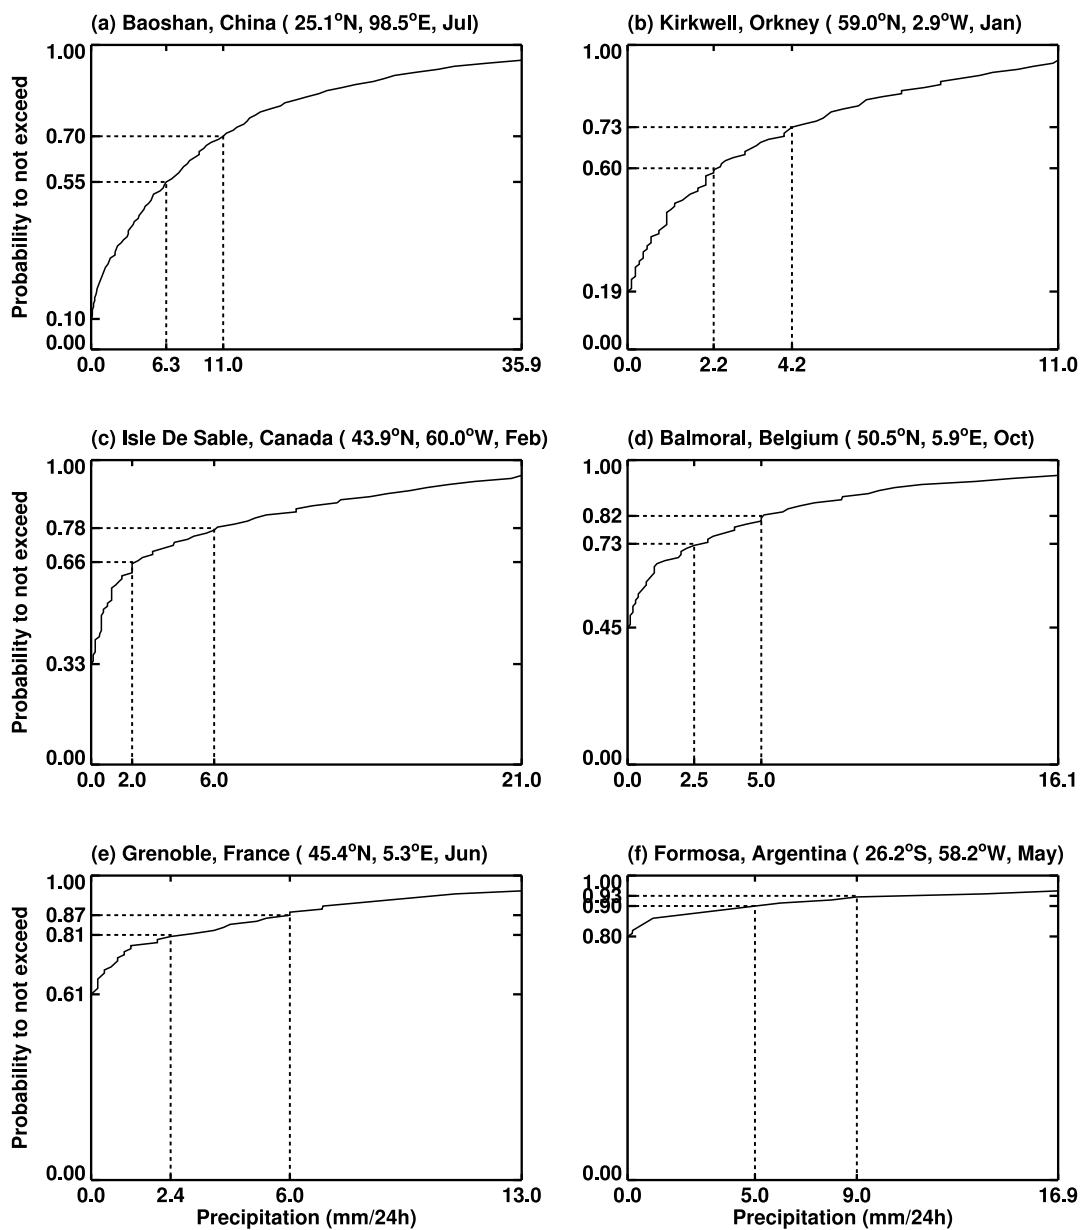 (a) Baoshan, China ( 25.1°N, 98.5°E, Jul)
Probability to not exceed
1.00
0.70
0.55
0.10
0.00
0.0 6.3 11.0 35.9
(b) Kirkwell, Orkney ( 59.0°N, 2.9°W, Jan)
1.00
0.73
0.60
0.19
0.00
0.0 2.2 4.2 11.0
(c) Isle De Sable, Canada ( 43.9°N, 60.0°W, Feb)
Probability to not exceed
1.00
0.78
0.66
0.33
0.00
0.0 2.0 6.0 21.0
(d) Balmoral, Belgium ( 50.5°N, 5.9°E, Oct)
1.00
0.82
0.73
0.45
0.00
0.0 2.5 5.0 16.1
(e) Grenoble, France ( 45.4°N, 5.3°E, Jun)
Probability to not exceed
1.00
0.87
0.81
0.61
0.00
0.0 2.4 6.0 13.0
Precipitation (mm/24h)
(f) Formosa, Argentina ( 26.2°S, 58.2°W, May)
1.00
0.93
0.90
0.80
0.00
0.0 5.0 9.0 16.9
Precipitation (mm/24h)